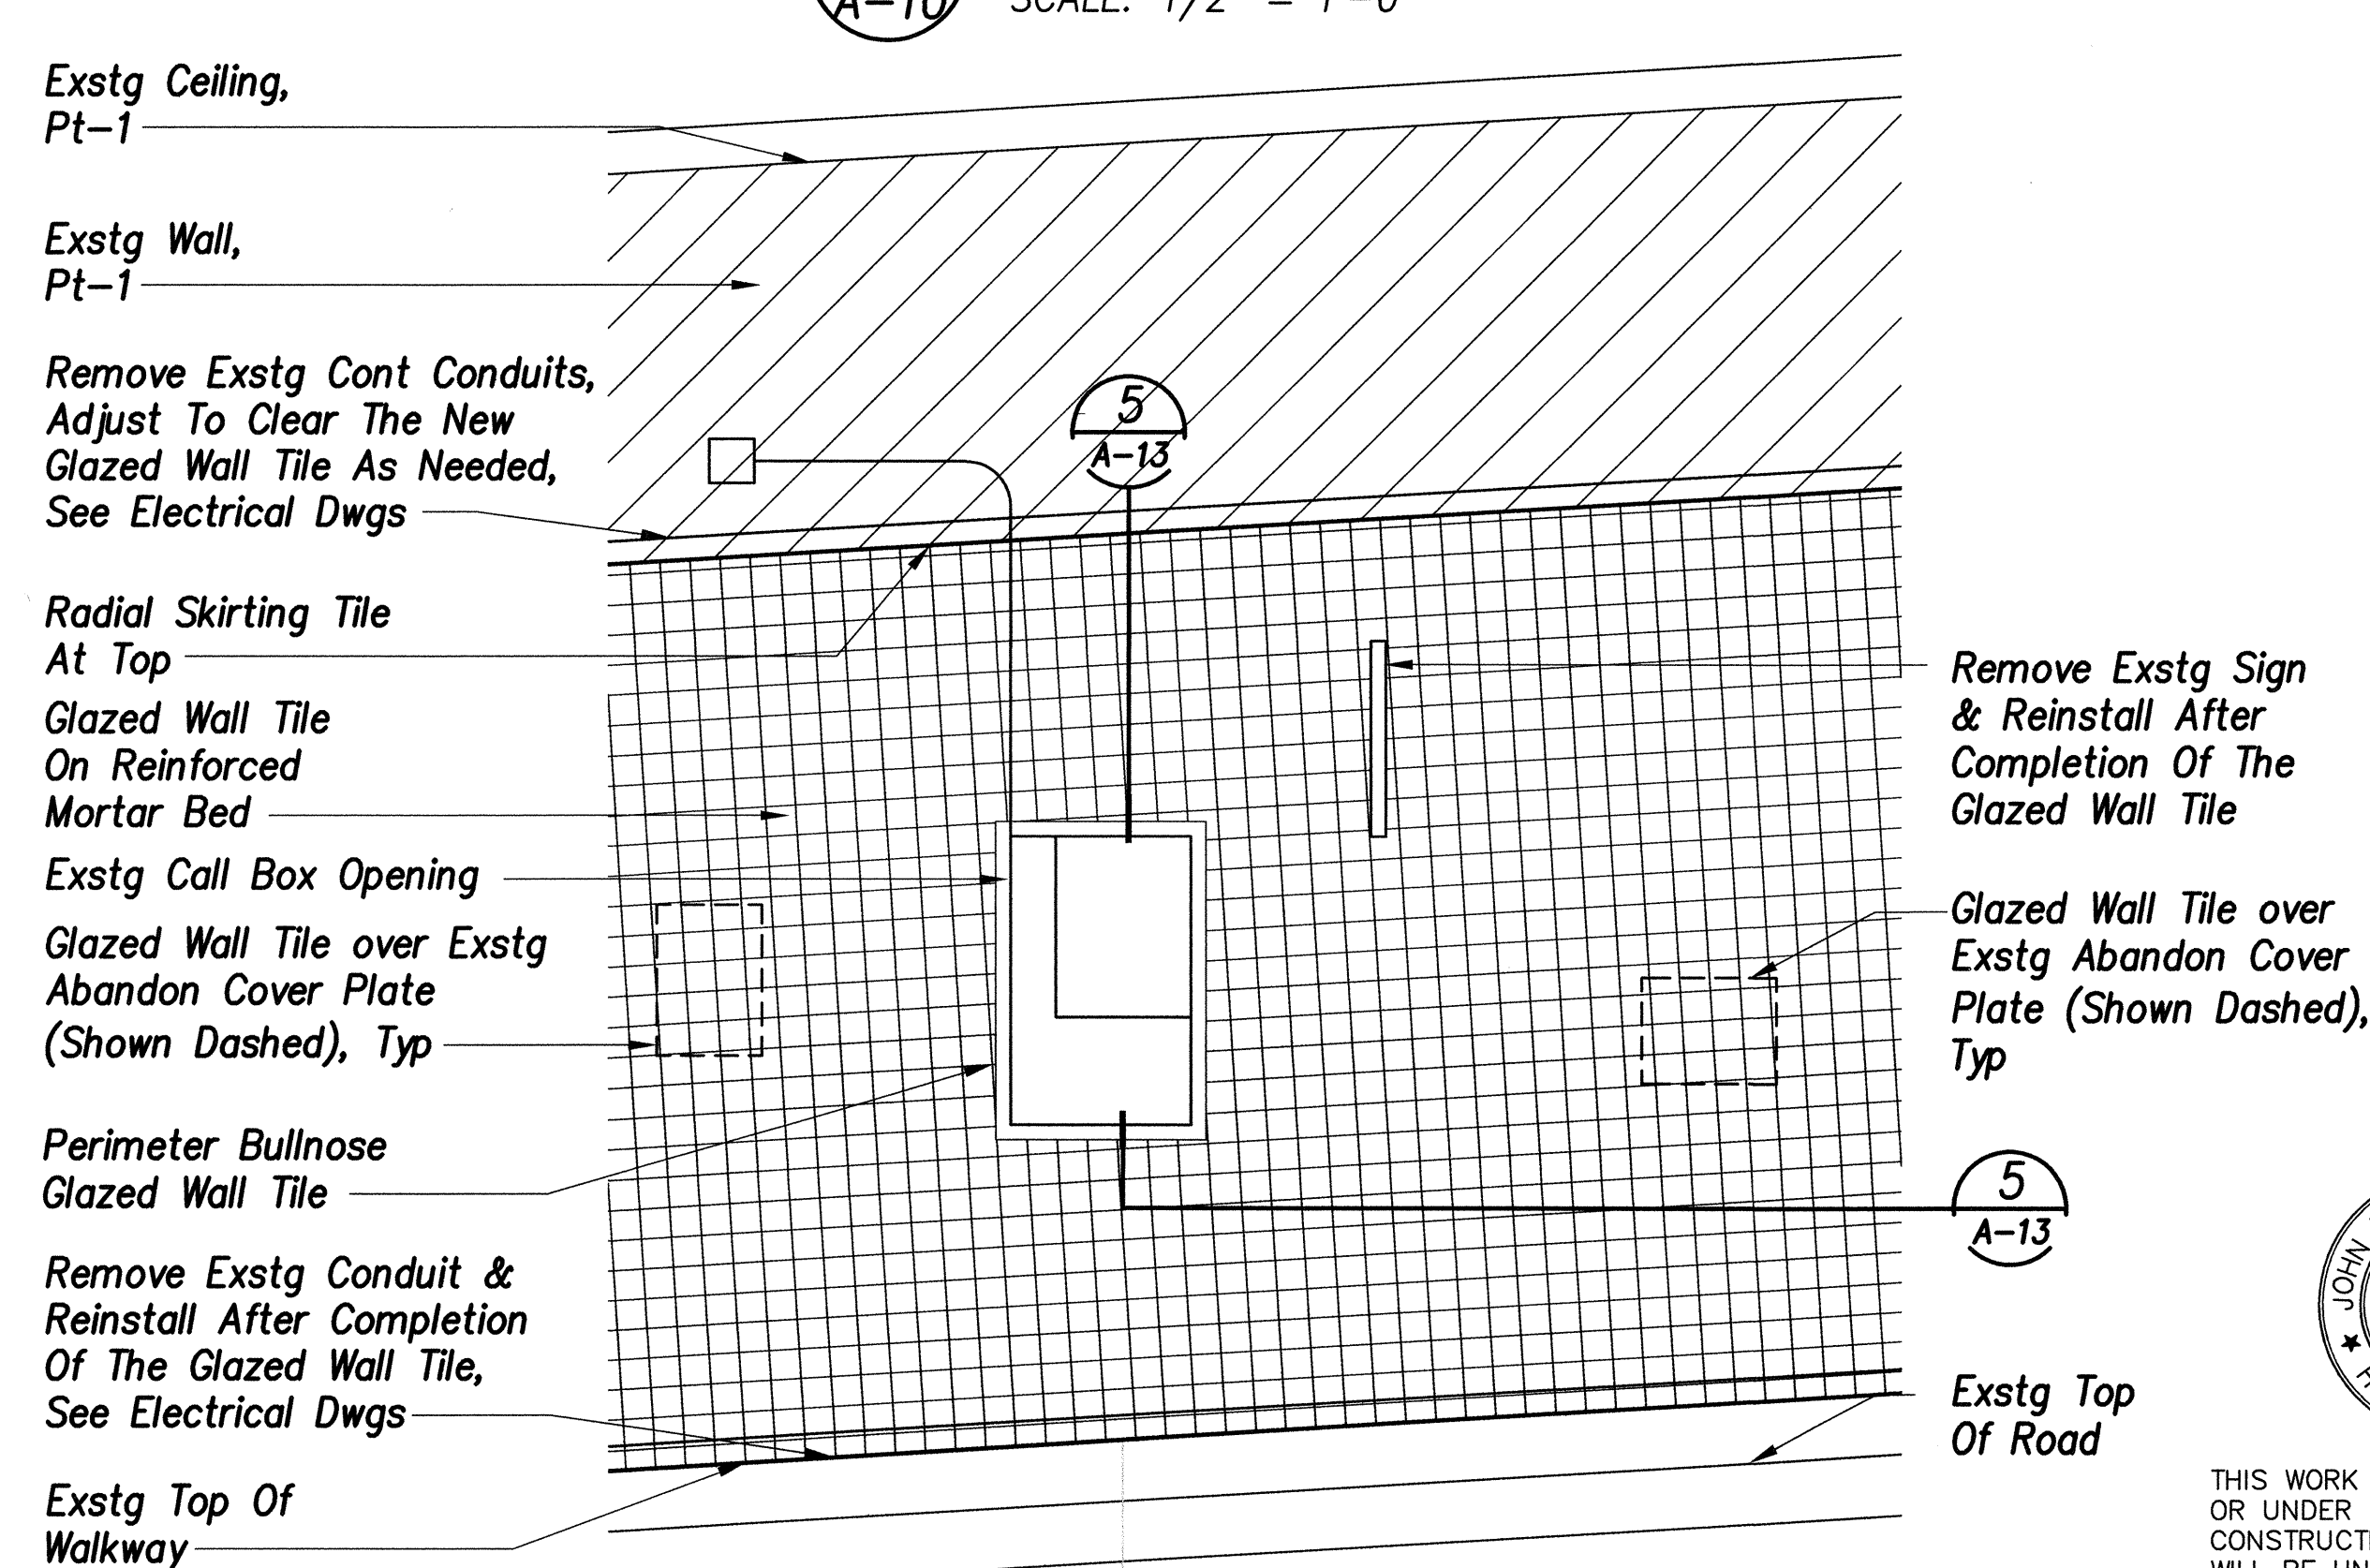 A-10 SCALE: 1/2" = 1'-0"
Exstg Ceiling,
Pt-1
Exstg Wall,
Pt-1
Remove Exstg Cont Conduits,
Adjust To Clear The New
Glazed Wall Tile As Needed,
See Electrical Dwgs
Radial Skirting Tile
At Top
Glazed Wall Tile
On Reinforced
Mortar Bed
Exstg Call Box Opening
Glazed Wall Tile over Exstg
Abandon Cover Plate
(Shown Dashed), Typ
Perimeter Bullnose
Glazed Wall Tile
Remove Exstg Conduit &
Reinstall After Completion
Of The Glazed Wall Tile,
See Electrical Dwgs
Exstg Top Of
Walkway
5
A-13
Remove Exstg Sign
& Reinstall After
Completion Of The
Glazed Wall Tile
Glazed Wall Tile over
Exstg Abandon Cover
Plate (Shown Dashed),
Typ
5
A-13
Exstg Top
Of Road
JOHN
THIS WORK
OR UNDER